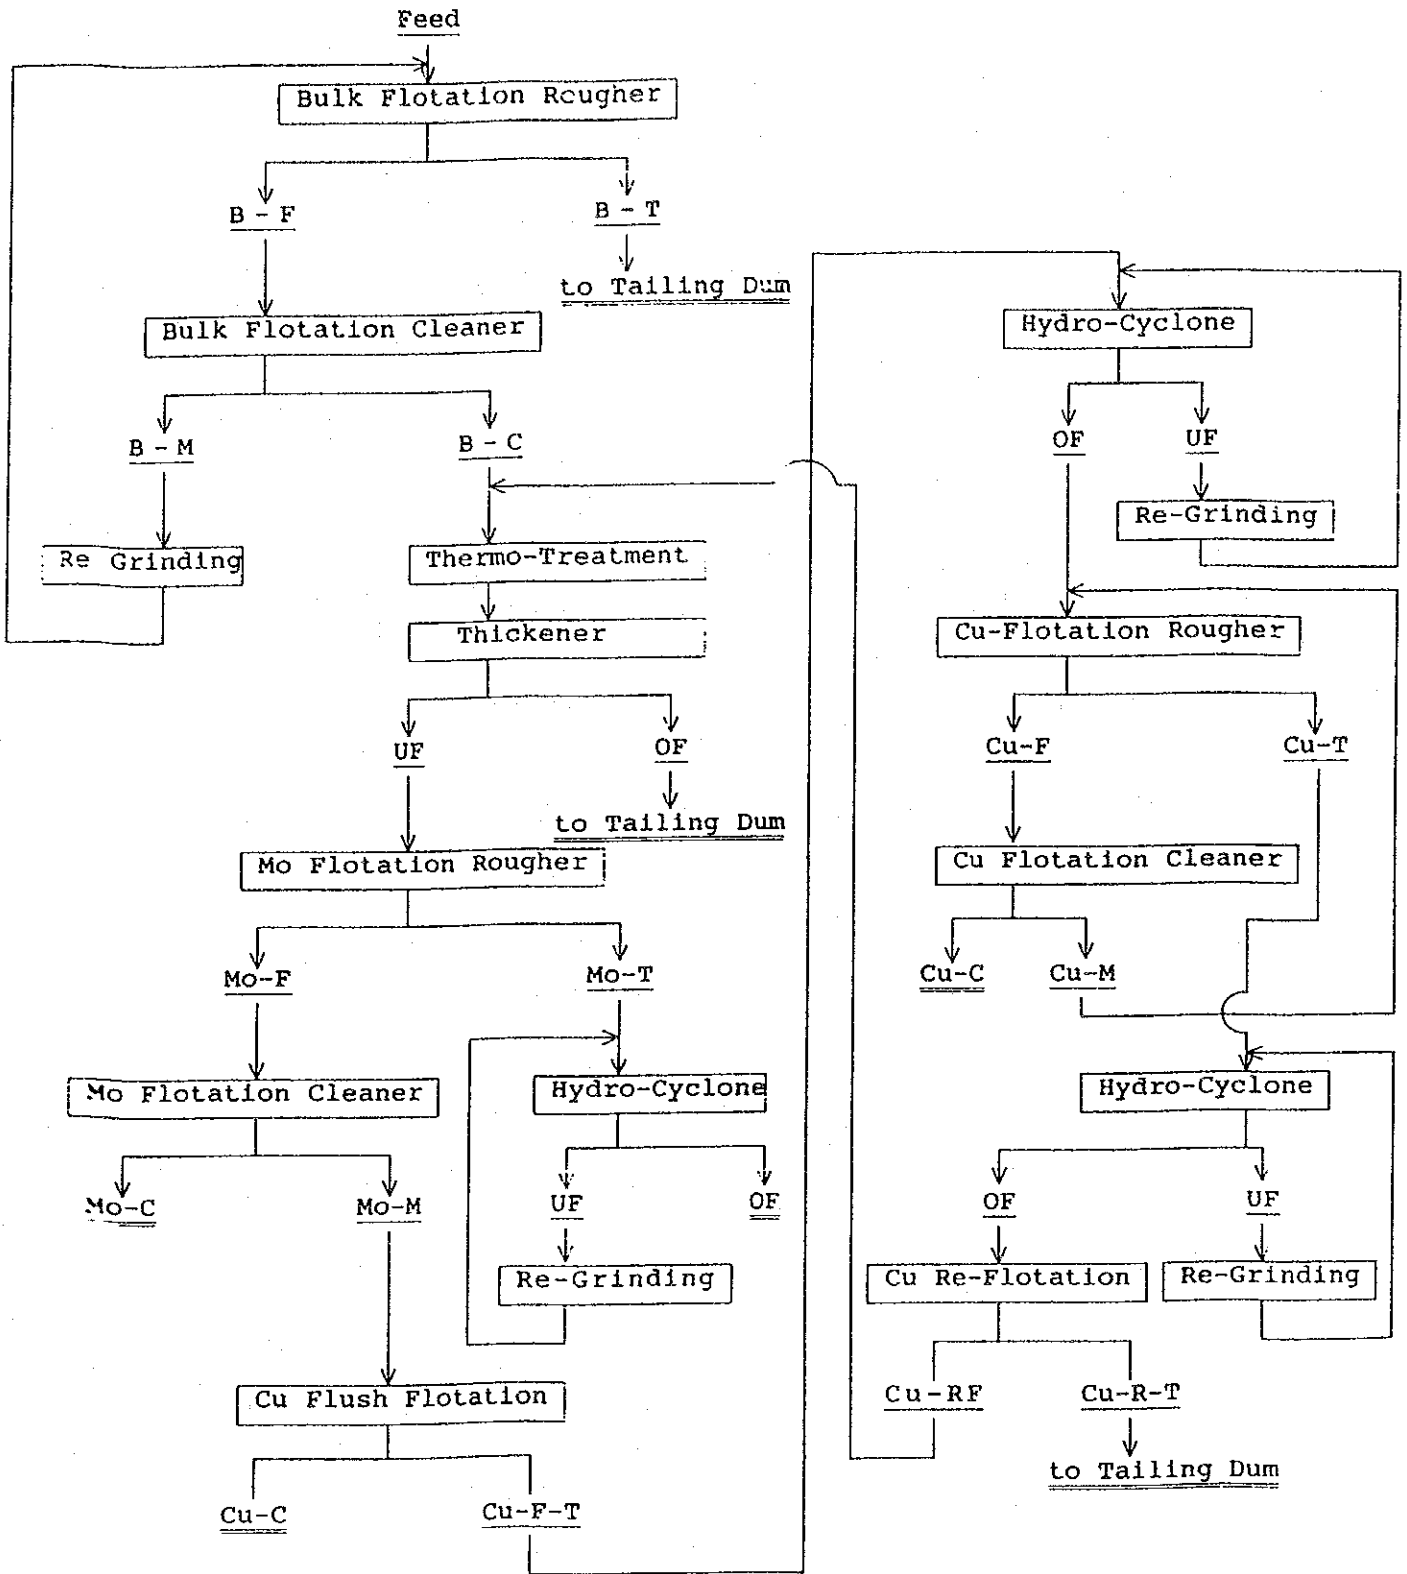 Feed
Bulk Flotation Rougher
B - F
B - T
to Tailing Dum
Bulk Flotation Cleaner
B - M
B - C
Re Grinding
Thermo-Treatment
Thickener
UF
OF
to Tailing Dum
Mo Flotation Rougher
Mo-F
Mo-T
Mo Flotation Cleaner
Hydro-Cyclone
Mo-C
Mo-M
UF
OF
Re-Grinding
Cu Flush Flotation
Cu-C
Cu-F-T
Hydro-Cyclone
OF
UF
Re-Grinding
Cu-Flotation Rougher
Cu-F
Cu-T
Cu Flotation Cleaner
Cu-C
Cu-M
Hydro-Cyclone
OF
UF
Cu Re-Flotation
Re-Grinding
Cu-RF
Cu-R-T
to Tailing Dum